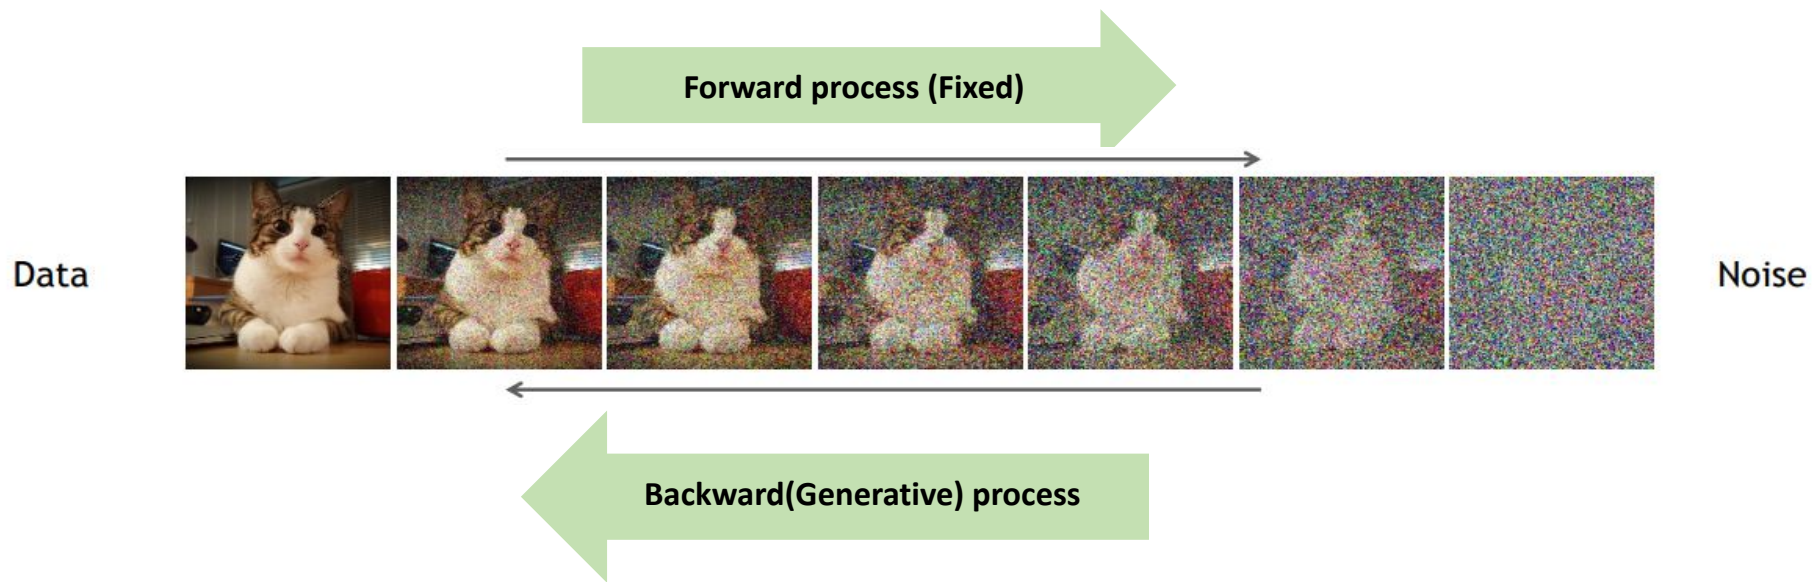 Forward process (Fixed)
Data
Noise
Backward(Generative) process